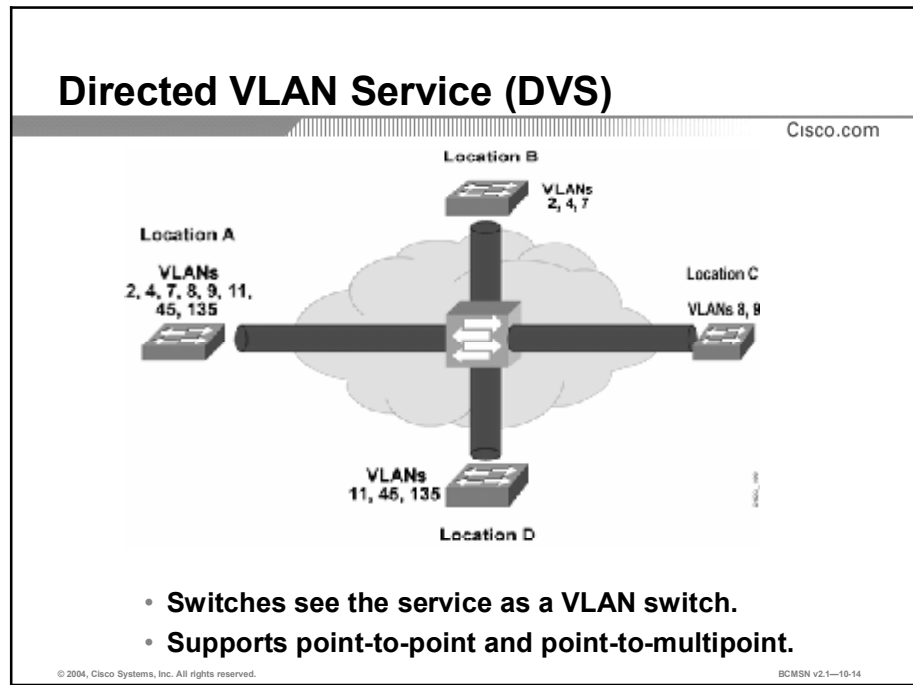 Directed VLAN Service (DVS)
Cisco.com
Location B
VLANs
2, 4, 7
Location A
VLANs
2, 4, 7, 8, 9, 11,
45, 135
Location C
VLANs 8, 9
VLANs
11, 45, 135
Location D
• Switches see the service as a VLAN switch.
• Supports point-to-point and point-to-multipoint.
© 2004, Cisco Systems, Inc. All rights reserved.
BCMSN v2.1—10-14